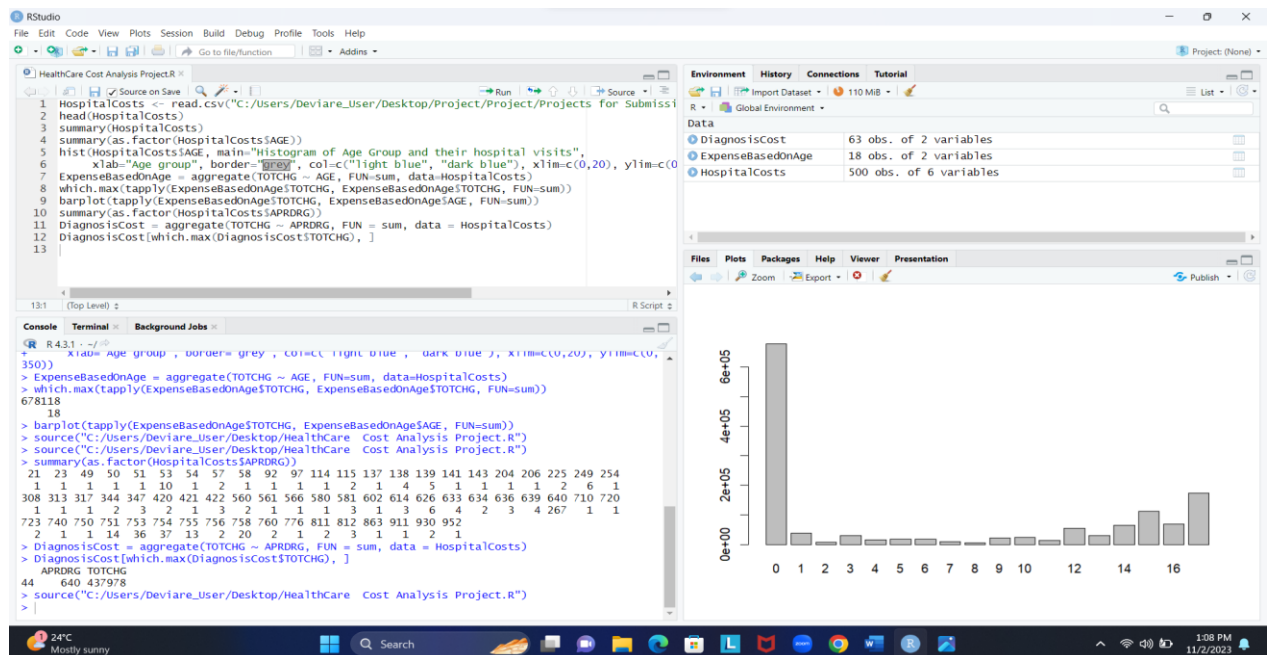 RStudio
File Edit Code View Plots Session Build Debug Profile Tools Help
Go to file/function Addins
Project: (None)
HealthCare Cost Analysis Project.R
Source on Save Run Source
1 HospitalCosts <- read.csv("C:/Users/Deviare_User/Desktop/Project/Project/Projects for Submissi
2 head(HospitalCosts)
3 summary(HospitalCosts)
4 summary(as.factor(HospitalCosts$AGE))
5 hist(HospitalCosts$AGE, main="Histogram of Age Group and their hospital visits",
6 xlab="Age group", border="grey", col=c("light blue", "dark blue"), xlim=c(0,20), ylim=c(0
7 ExpenseBasedOnAge = aggregate(TOTCHG ~ AGE, FUN=sum, data=HospitalCosts)
8 which.max(tapply(ExpenseBasedOnAge$TOTCHG, ExpenseBasedOnAge$TOTCHG, FUN=sum))
9 barplot(tapply(ExpenseBasedOnAge$TOTCHG, ExpenseBasedOnAge$AGE, FUN=sum))
10 summary(as.factor(HospitalCosts$APRDRG))
11 DiagnosisCost = aggregate(TOTCHG ~ APRDRG, FUN = sum, data = HospitalCosts)
12 DiagnosisCost[which.max(DiagnosisCost$TOTCHG), ]
13
13:1 (Top Level) R Script
Console Terminal Background Jobs
R 4.3.1 · ~/
+ xlab="Age group", border="grey", col=c("light blue", "dark blue"), xlim=c(0,20), ylim=c(0,
350))
> ExpenseBasedOnAge = aggregate(TOTCHG ~ AGE, FUN=sum, data=HospitalCosts)
> which.max(tapply(ExpenseBasedOnAge$TOTCHG, ExpenseBasedOnAge$TOTCHG, FUN=sum))
678118
18
> barplot(tapply(ExpenseBasedOnAge$TOTCHG, ExpenseBasedOnAge$AGE, FUN=sum))
> source("C:/Users/Deviare_User/Desktop/HealthCare  Cost Analysis Project.R")
> source("C:/Users/Deviare_User/Desktop/HealthCare  Cost Analysis Project.R")
> summary(as.factor(HospitalCosts$APRDRG))
21 23 49 50 51 53 54 57 58 92 97 114 115 137 138 139 141 143 204 206 225 249 254
1 1 1 1 1 10 1 2 1 1 1 1 2 1 4 5 1 1 1 1 2 6 1
308 313 317 344 347 420 421 422 560 561 566 580 581 602 614 626 633 634 636 639 640 710 720
1 1 1 2 3 2 1 3 2 1 1 1 3 1 3 6 4 2 3 4 267 1 1
723 740 750 751 753 754 755 756 758 760 776 811 812 863 911 930 952
2 1 1 14 36 37 13 2 20 2 1 2 3 1 1 2 1
> DiagnosisCost = aggregate(TOTCHG ~ APRDRG, FUN = sum, data = HospitalCosts)
> DiagnosisCost[which.max(DiagnosisCost$TOTCHG), ]
APRDRG TOTCHG
44 640 437978
> source("C:/Users/Deviare_User/Desktop/HealthCare  Cost Analysis Project.R")
>
Environment History Connections Tutorial
Import Dataset 110 MiB List
R Global Environment
Data
DiagnosisCost 63 obs. of 2 variables
ExpenseBasedOnAge 18 obs. of 2 variables
HospitalCosts 500 obs. of 6 variables
Files Plots Packages Help Viewer Presentation
Zoom Export Publish
6e+05
4e+05
2e+05
0e+00
0 1 2 3 4 5 6 7 8 9 10 12 14 16
1
24°C
Mostly sunny
Search
zoom
1:08 PM
11/2/2023